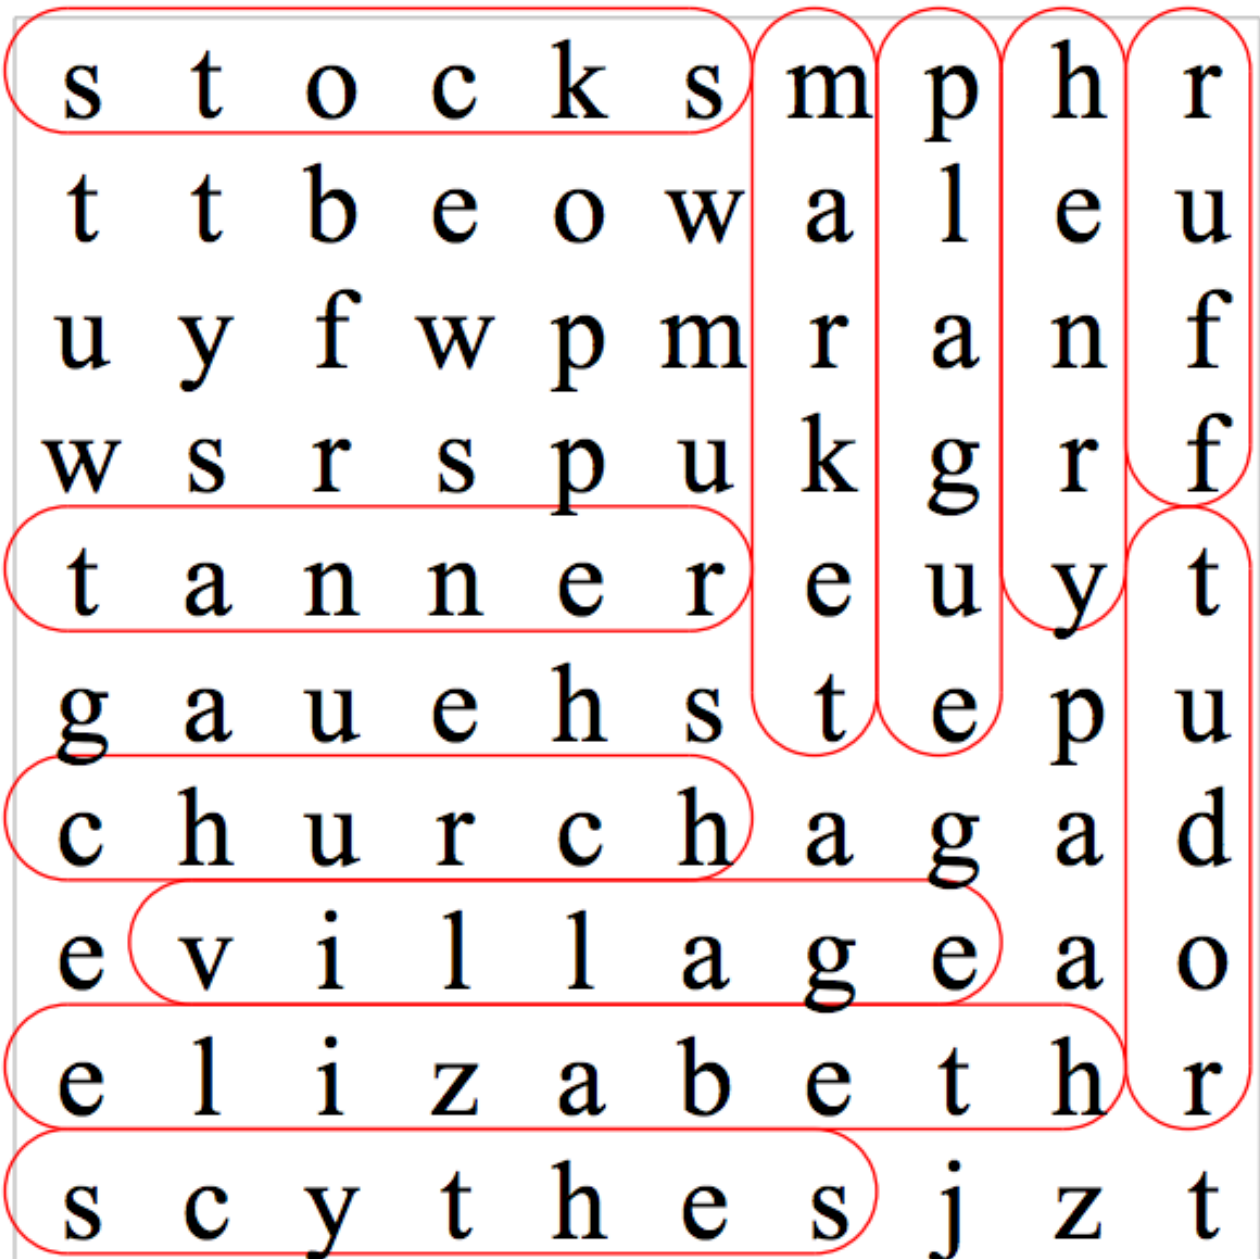 s t o c k s m p h r
t t b e o w a l e u
u y f w p m r a n f
w s r s p u k g r f
t a n n e r e u y t
g a u e h s t e p u
c h u r c h a g a d
e v i l l a g e a o
e l i z a b e t h r
s c y t h e s j z t